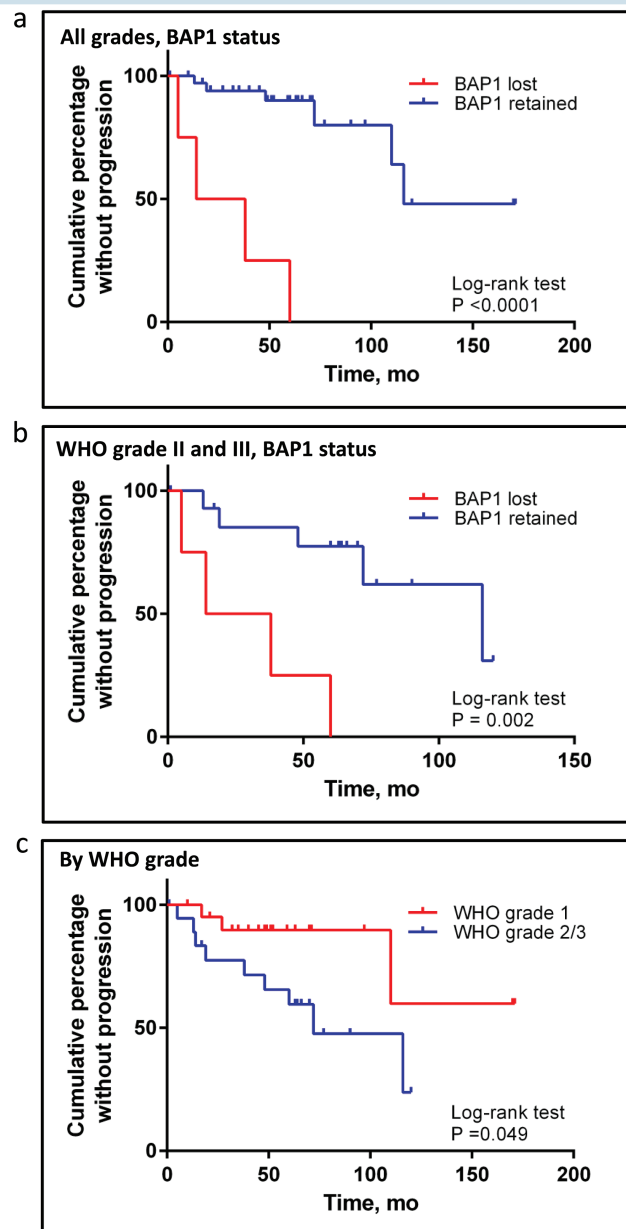 a
All grades, BAP1 status
Cumulative percentage
without progression
100
50
0
BAP1 lost
BAP1 retained
Log-rank test
P <0.0001
0 50 100 150 200
Time, mo
b
WHO grade II and III, BAP1 status
Cumulative percentage
without progression
100
50
0
BAP1 lost
BAP1 retained
Log-rank test
P = 0.002
0 50 100 150
Time, mo
c
By WHO grade
Cumulative percentage
without progression
100
50
0
WHO grade 1
WHO grade 2/3
Log-rank test
P =0.049
0 50 100 150 200
Time, mo